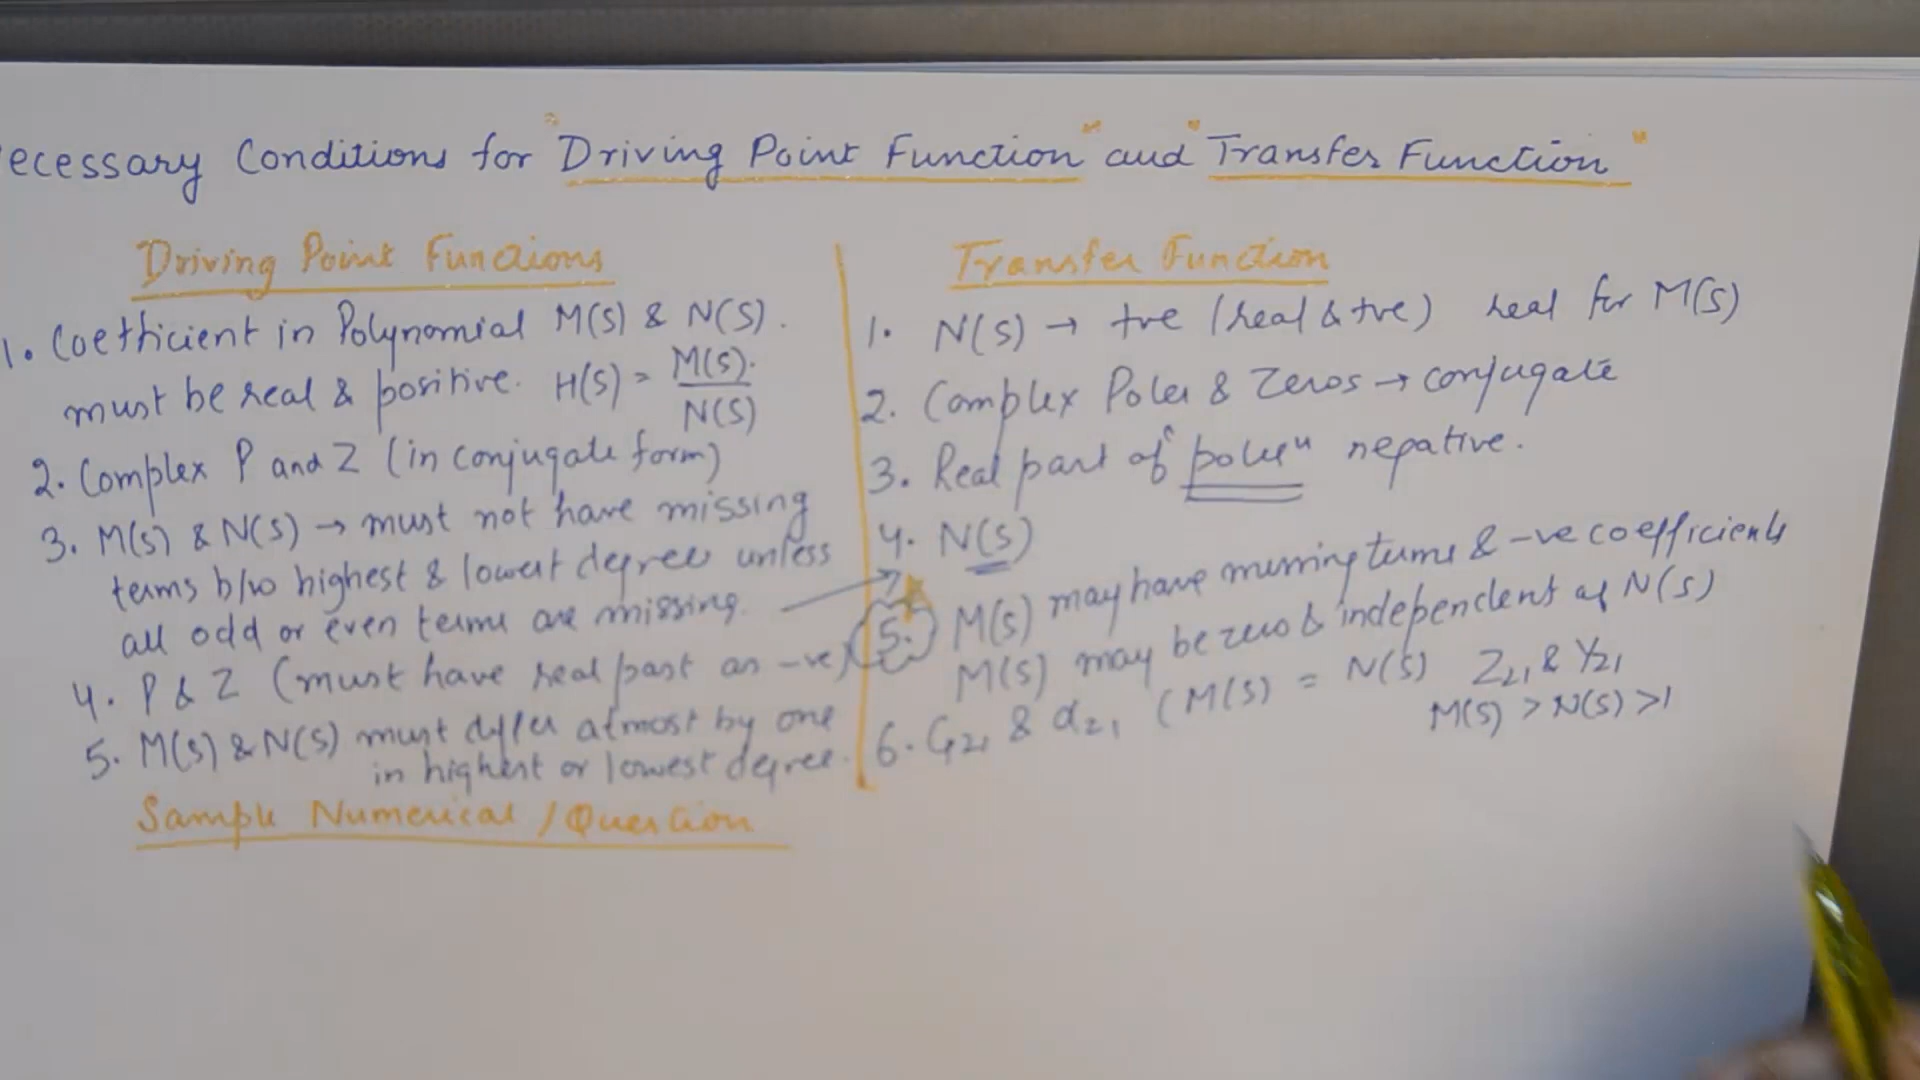 ecessary Conditions for "Driving Point Function" and "Transfer Function"
Driving Point Functions
1. Coefficient in Polynomial M(S) & N(S).
must be real & positive. H(S) = M(S). / N(S)
2. Complex P and Z (in conjugate form)
3. M(S) & N(S) → must not have missing
terms b/w highest & lowest degree unless
all odd or even terms are missing.
4. P & Z (must have real part as -ve)
5. M(S) & N(S) must differ atmost by one
in highest or lowest degree.
Sample Numerical / Question
Transfer Function
1. N(S) → +ve (real & +ve) real for M(S)
2. Complex Poles & Zeros → conjugate
3. Real part of "poles" negative.
4. N(S)
5. M(S) may have missing terms & -ve coefficients
M(S) may be zero & independent of N(S)
6. G21 & α21 (M(S) = N(S) Z21 & Y21
M(S) > N(S) > 1